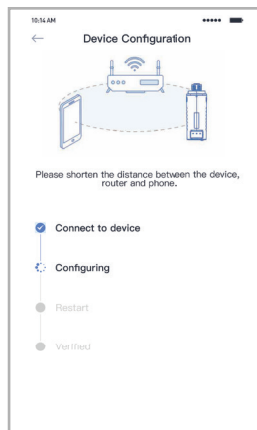 10:14 AM
Device Configuration
Please shorten the distance between the device,
router and phone.
Connect to device
Configuring
Restart
Verified